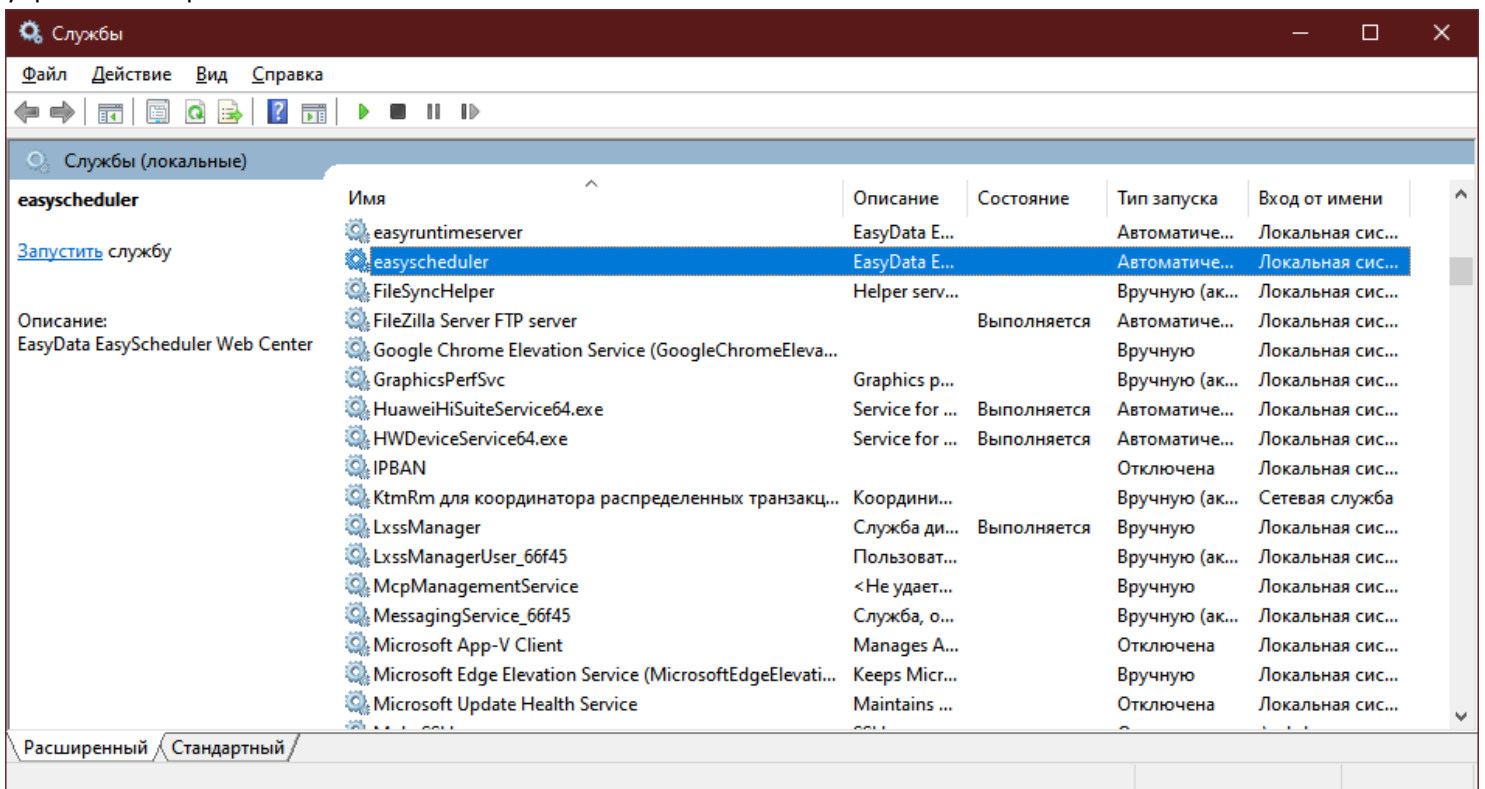 Службы
Файл Действие Вид Справка
Службы (локальные)
easyscheduler
Запустить службу
Описание:
EasyData EasyScheduler Web Center
Имя Описание Состояние Тип запуска Вход от имени
easyruntimeserver EasyData E... Автоматиче... Локальная сис...
easyscheduler EasyData E... Автоматиче... Локальная сис...
FileSyncHelper Helper serv... Вручную (ак... Локальная сис...
FileZilla Server FTP server Выполняется Автоматиче... Локальная сис...
Google Chrome Elevation Service (GoogleChromeEleva... Вручную Локальная сис...
GraphicsPerfSvc Graphics p... Вручную (ак... Локальная сис...
HuaweiHiSuiteService64.exe Service for ... Выполняется Автоматиче... Локальная сис...
HWDeviceService64.exe Service for ... Выполняется Автоматиче... Локальная сис...
IPBAN Отключена Локальная сис...
KtmRm для координатора распределенных транзакц... Координи... Вручную (ак... Сетевая служба
LxssManager Служба ди... Выполняется Вручную Локальная сис...
LxssManagerUser_66f45 Пользоват... Вручную (ак... Локальная сис...
McpManagementService <Не удает... Вручную Локальная сис...
MessagingService_66f45 Служба, о... Вручную (ак... Локальная сис...
Microsoft App-V Client Manages A... Отключена Локальная сис...
Microsoft Edge Elevation Service (MicrosoftEdgeElevati... Keeps Micr... Вручную Локальная сис...
Microsoft Update Health Service Maintains ... Отключена Локальная сис...
Расширенный Стандартный